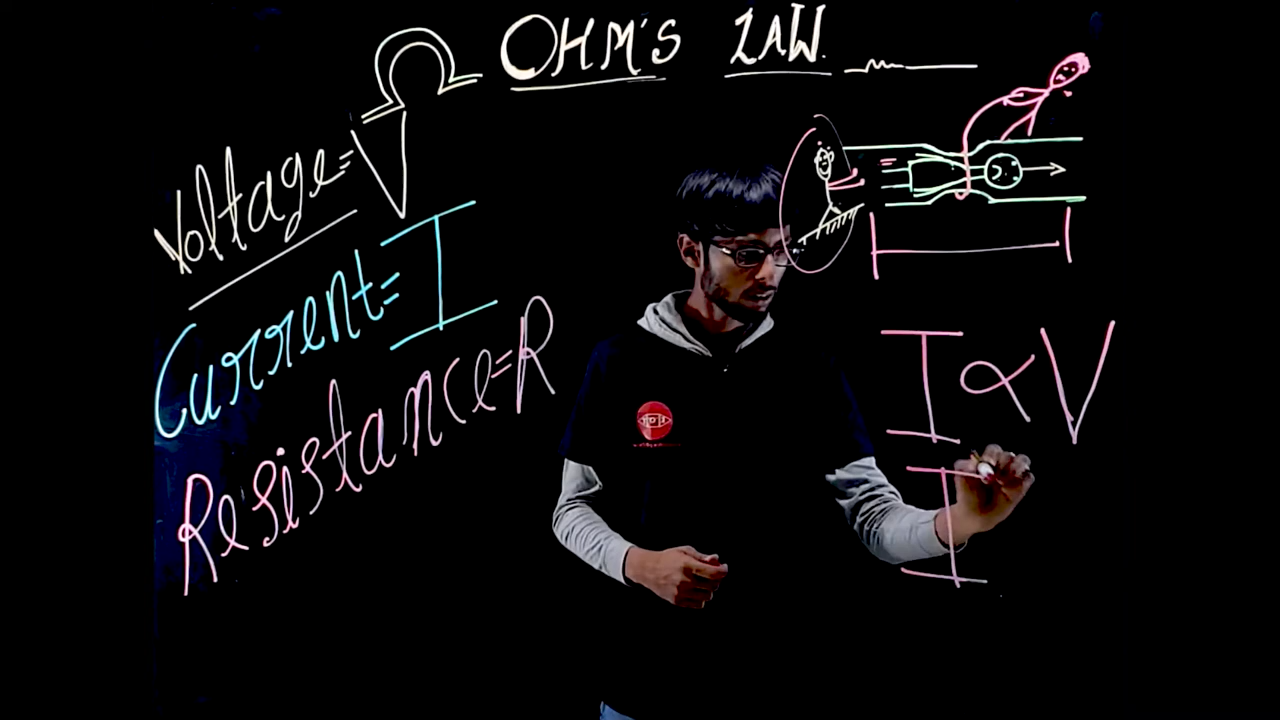 Ω OHM'S LAW
Voltage = V
Current = I
Resistance = R
I ∝ V
I